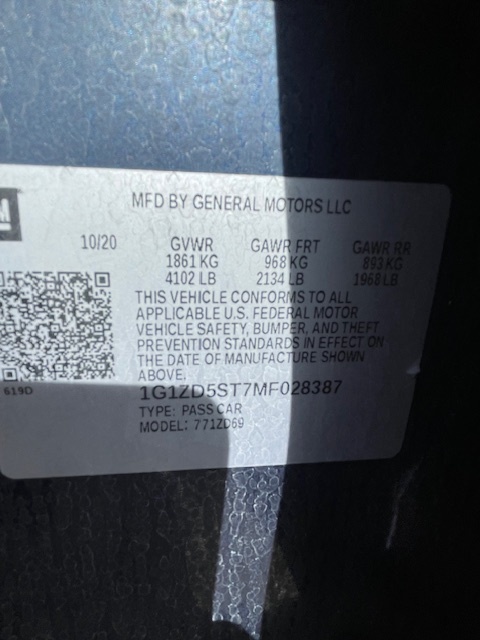 M
MFD BY GENERAL MOTORS LLC
10/20 GVWR GAWR FRT GAWR RR
1861 KG 968 KG 893 KG
4102 LB 2134 LB 1968 LB
THIS VEHICLE CONFORMS TO ALL
APPLICABLE U.S. FEDERAL MOTOR
VEHICLE SAFETY, BUMPER, AND THEFT
PREVENTION STANDARDS IN EFFECT ON
THE DATE OF MANUFACTURE SHOWN
ABOVE.
619D
1G1ZD5ST7MF028387
TYPE: PASS CAR
MODEL: 771ZD69